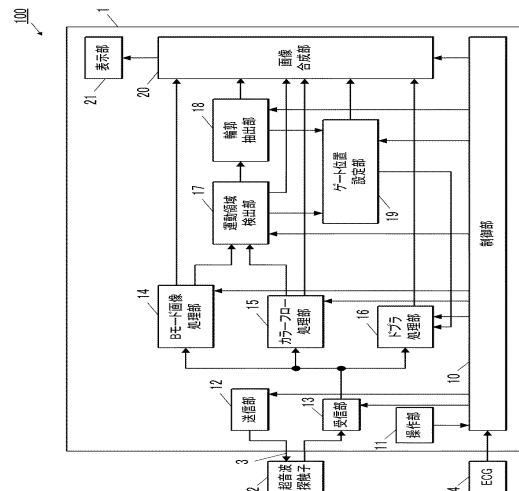 100
1
表示部
21
画像
合成部
20
輪郭
抽出部
18
運動領域
検出部
17
ゲート位置
設定部
19
Bモード画像
処理部
14
カラーフロー
処理部
15
ドプラ
処理部
16
制御部
10
送信部
12
受信部
13
操作部
11
3
超音波
探触子
2
ECG
4